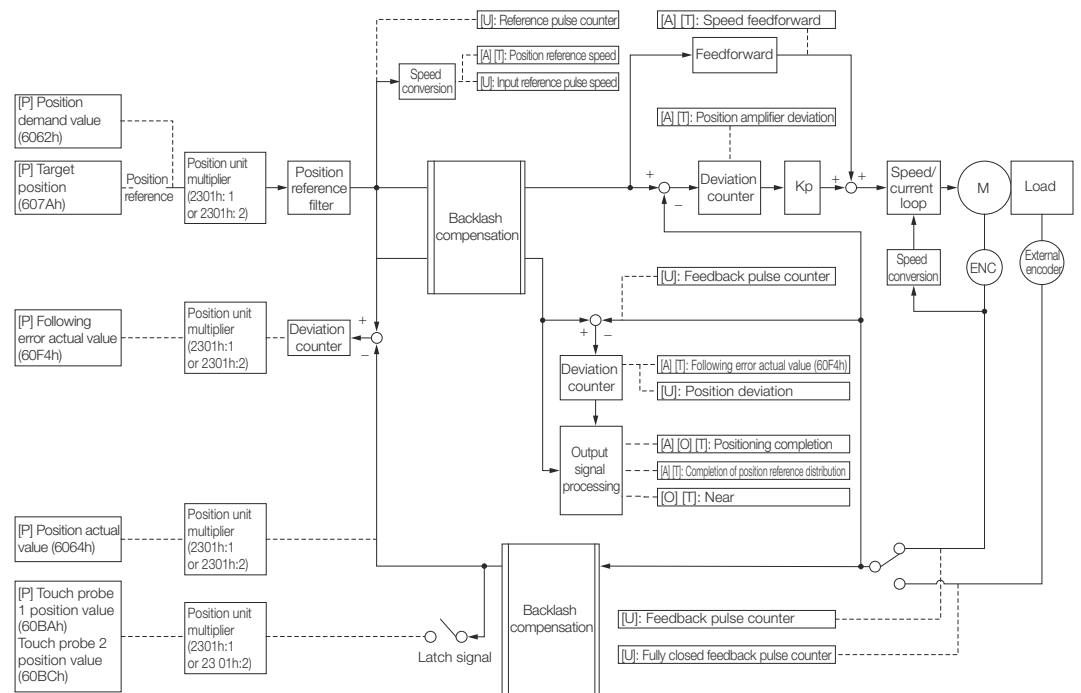 [U]: Reference pulse counter
[A] [T]: Speed feedforward
Feedforward
[A] [T]: Position reference speed
Speed
conversion
[U]: Input reference pulse speed
[P] Position
demand value
(6062h)
[A] [T]: Position amplifier deviation
[P] Target
position
(607Ah)
Position
reference
Position unit
multiplier
(2301h: 1
or 2301h: 2)
Position
reference
filter
Backlash
compensation
+
−
Deviation
counter
Kp
+
+
Speed/
current
loop
M
Load
Speed
conversion
ENC
External
encoder
[U]: Feedback pulse counter
[P] Following
error actual value
(60F4h)
Position unit
multiplier
(2301h:1
or 2301h:2)
Deviation
counter
+
−
+
−
Deviation
counter
[A] [T]: Following error actual value (60F4h)
[U]: Position deviation
Output
signal
processing
[A] [O] [T]: Positioning completion
[A] [T]: Completion of position reference distribution
[O] [T]: Near
[P] Position actual
value (6064h)
Position unit
multiplier
(2301h:1
or 2301h:2)
[P] Touch probe
1 position value
(60BAh)
Touch probe 2
position value
(60BCh)
Position unit
multiplier
(2301h:1
or 23 01h:2)
Latch signal
Backlash
compensation
[U]: Feedback pulse counter
[U]: Fully closed feedback pulse counter